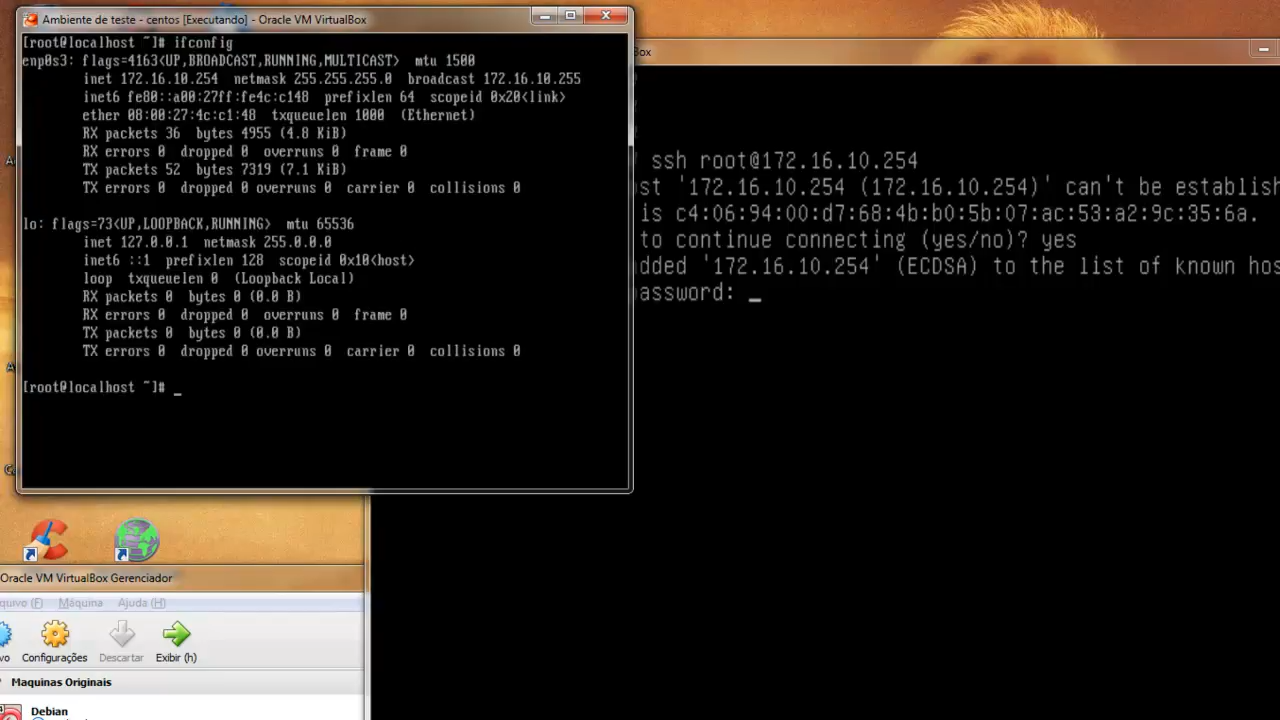 Ambiente de teste - centos [Executando] - Oracle VM VirtualBox
[root@localhost ~]# ifconfig
enp0s3: flags=4163<UP,BROADCAST,RUNNING,MULTICAST>  mtu 1500
inet 172.16.10.254  netmask 255.255.255.0  broadcast 172.16.10.255
inet6 fe80::a00:27ff:fe4c:c148  prefixlen 64  scopeid 0x20<link>
ether 08:00:27:4c:c1:48  txqueuelen 1000  (Ethernet)
RX packets 36  bytes 4955 (4.8 KiB)
RX errors 0  dropped 0  overruns 0  frame 0
TX packets 52  bytes 7319 (7.1 KiB)
TX errors 0  dropped 0 overruns 0  carrier 0  collisions 0
lo: flags=73<UP,LOOPBACK,RUNNING>  mtu 65536
inet 127.0.0.1  netmask 255.0.0.0
inet6 ::1  prefixlen 128  scopeid 0x10<host>
loop  txqueuelen 0  (Loopback Local)
RX packets 0  bytes 0 (0.0 B)
RX errors 0  dropped 0  overruns 0  frame 0
TX packets 0  bytes 0 (0.0 B)
TX errors 0  dropped 0 overruns 0  carrier 0  collisions 0
[root@localhost ~]# _
Box
ssh root@172.16.10.254
ost '172.16.10.254 (172.16.10.254)' can't be establish
is c4:06:94:00:d7:68:4b:b0:5b:07:ac:53:a2:9c:35:6a.
to continue connecting (yes/no)? yes
added '172.16.10.254' (ECDSA) to the list of known hos
password: _
Oracle VM VirtualBox Gerenciador
quivo (F) Máquina Ajuda (H)
vo Configurações Descartar Exibir (h)
Maquinas Originais
Debian